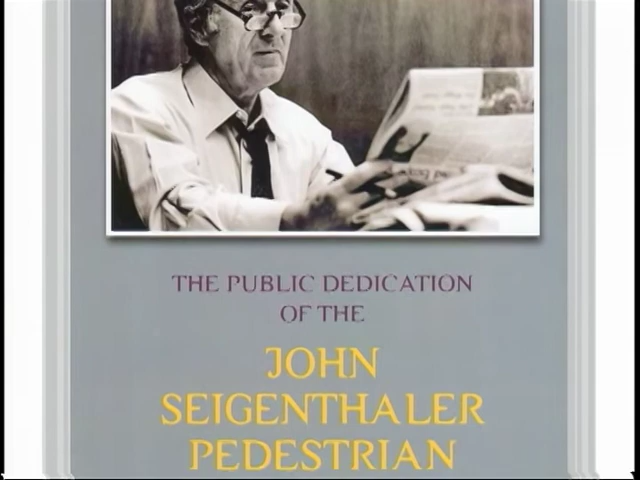 THE PUBLIC DEDICATION
OF THE
JOHN
SEIGENTHALER
PEDESTRIAN